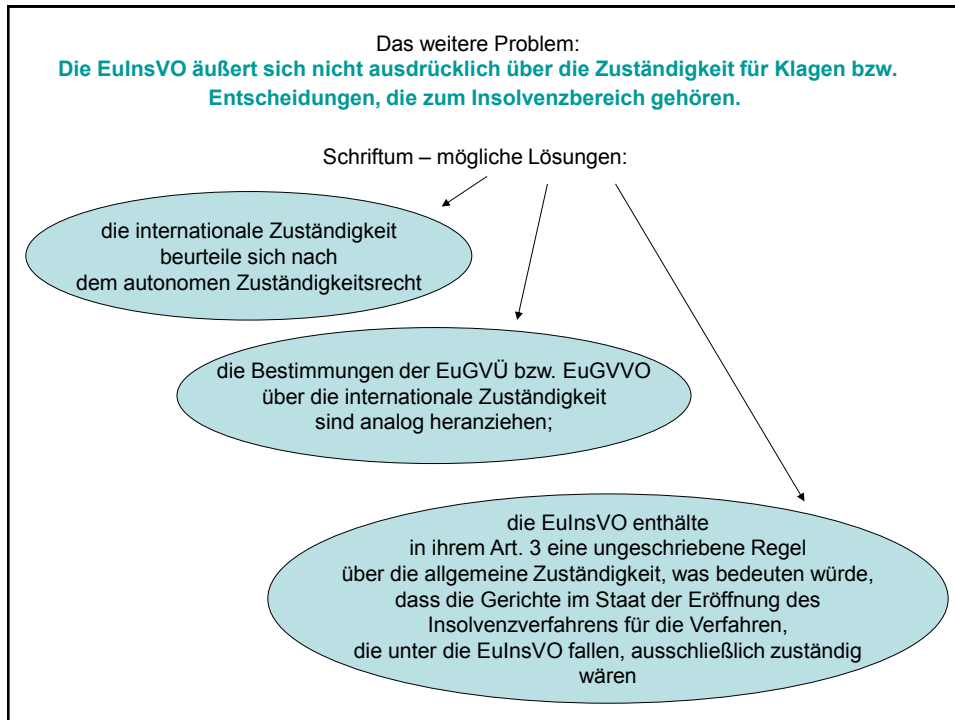 Das weitere Problem:
Die EuInsVO äußert sich nicht ausdrücklich über die Zuständigkeit für Klagen bzw.
Entscheidungen, die zum Insolvenzbereich gehören.
Schriftum – mögliche Lösungen:
die internationale Zuständigkeit
beurteile sich nach
dem autonomen Zuständigkeitsrecht
die Bestimmungen der EuGVÜ bzw. EuGVVO
über die internationale Zuständigkeit
sind analog heranziehen;
die EuInsVO enthälte
in ihrem Art. 3 eine ungeschriebene Regel
über die allgemeine Zuständigkeit, was bedeuten würde,
dass die Gerichte im Staat der Eröffnung des
Insolvenzverfahrens für die Verfahren,
die unter die EuInsVO fallen, ausschließlich zuständig
wären